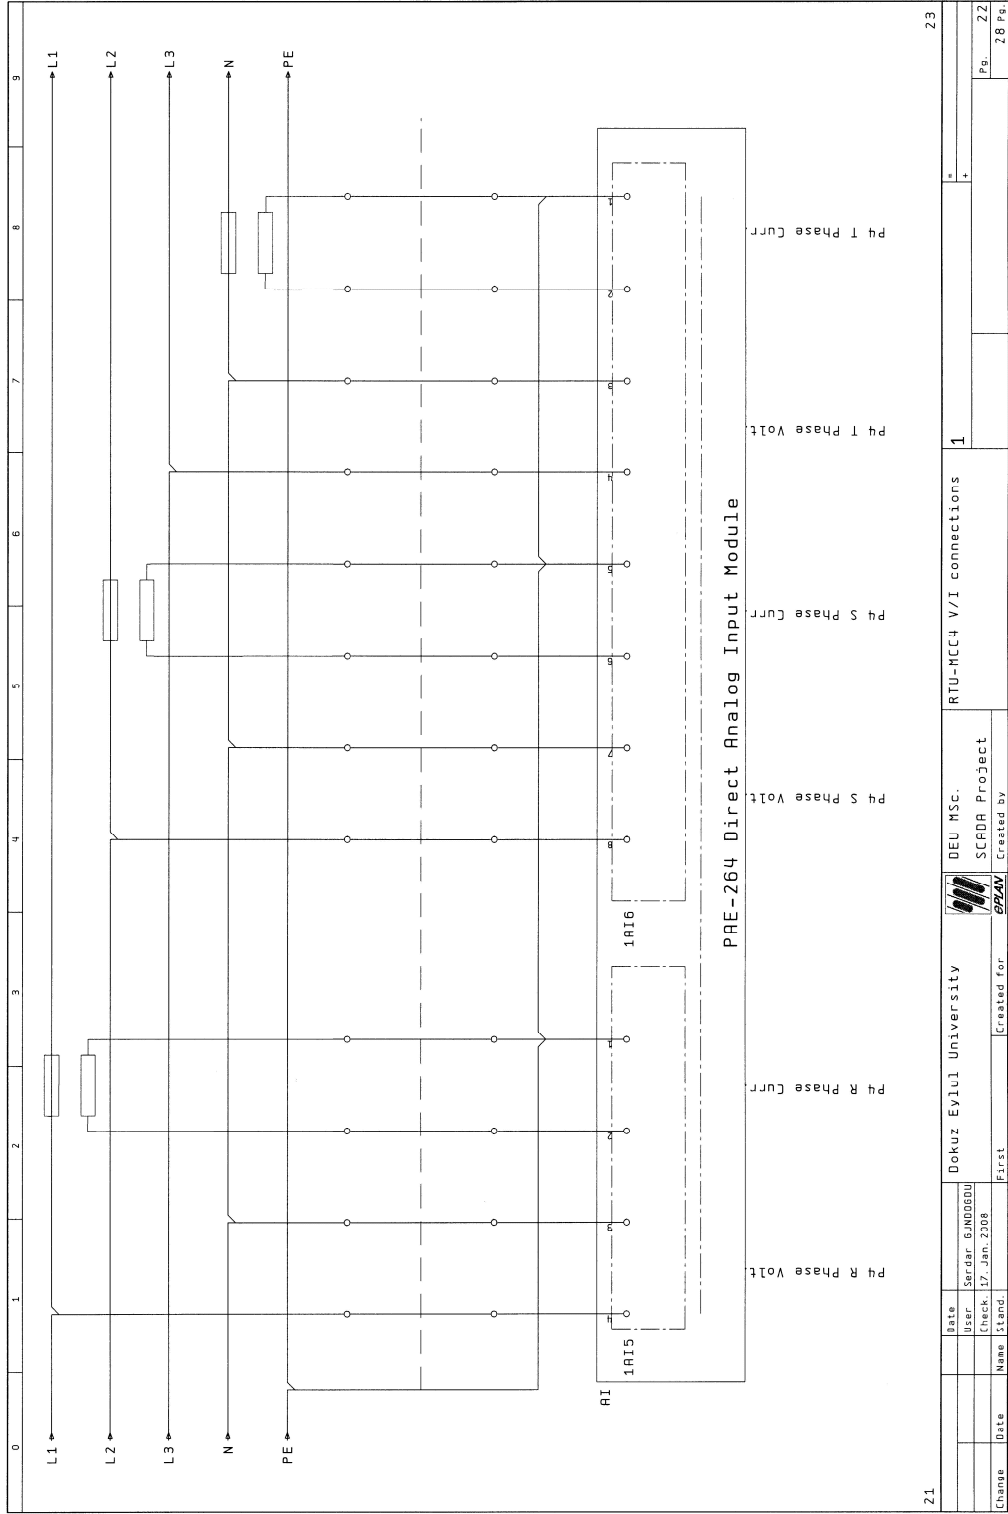 0 1 2 3 4 5 6 7 8 9
L1 L1
L2 L2
L3 L3
N N
PE PE
4 3 2 1 8 7 6 5 4 3 2 1
AI 1AI5 1AI6
PAE-264 Direct Analog Input Module
P4 R Phase Volt.
P4 R Phase Curr.
P4 S Phase Volt.
P4 S Phase Curr.
P4 T Phase Volt.
P4 T Phase Curr.
21 23
Date
User Serdar GJNDOGDU
Check. 17.Jan.2008
Change Date Name Stand.
Dokuz Eylul University
First Created for
ePLAN
DEU MSc.
SCADA Project
Created by
RTU-MCC4 V/I connections
1
=
+
Pg. 22
28 Pg.